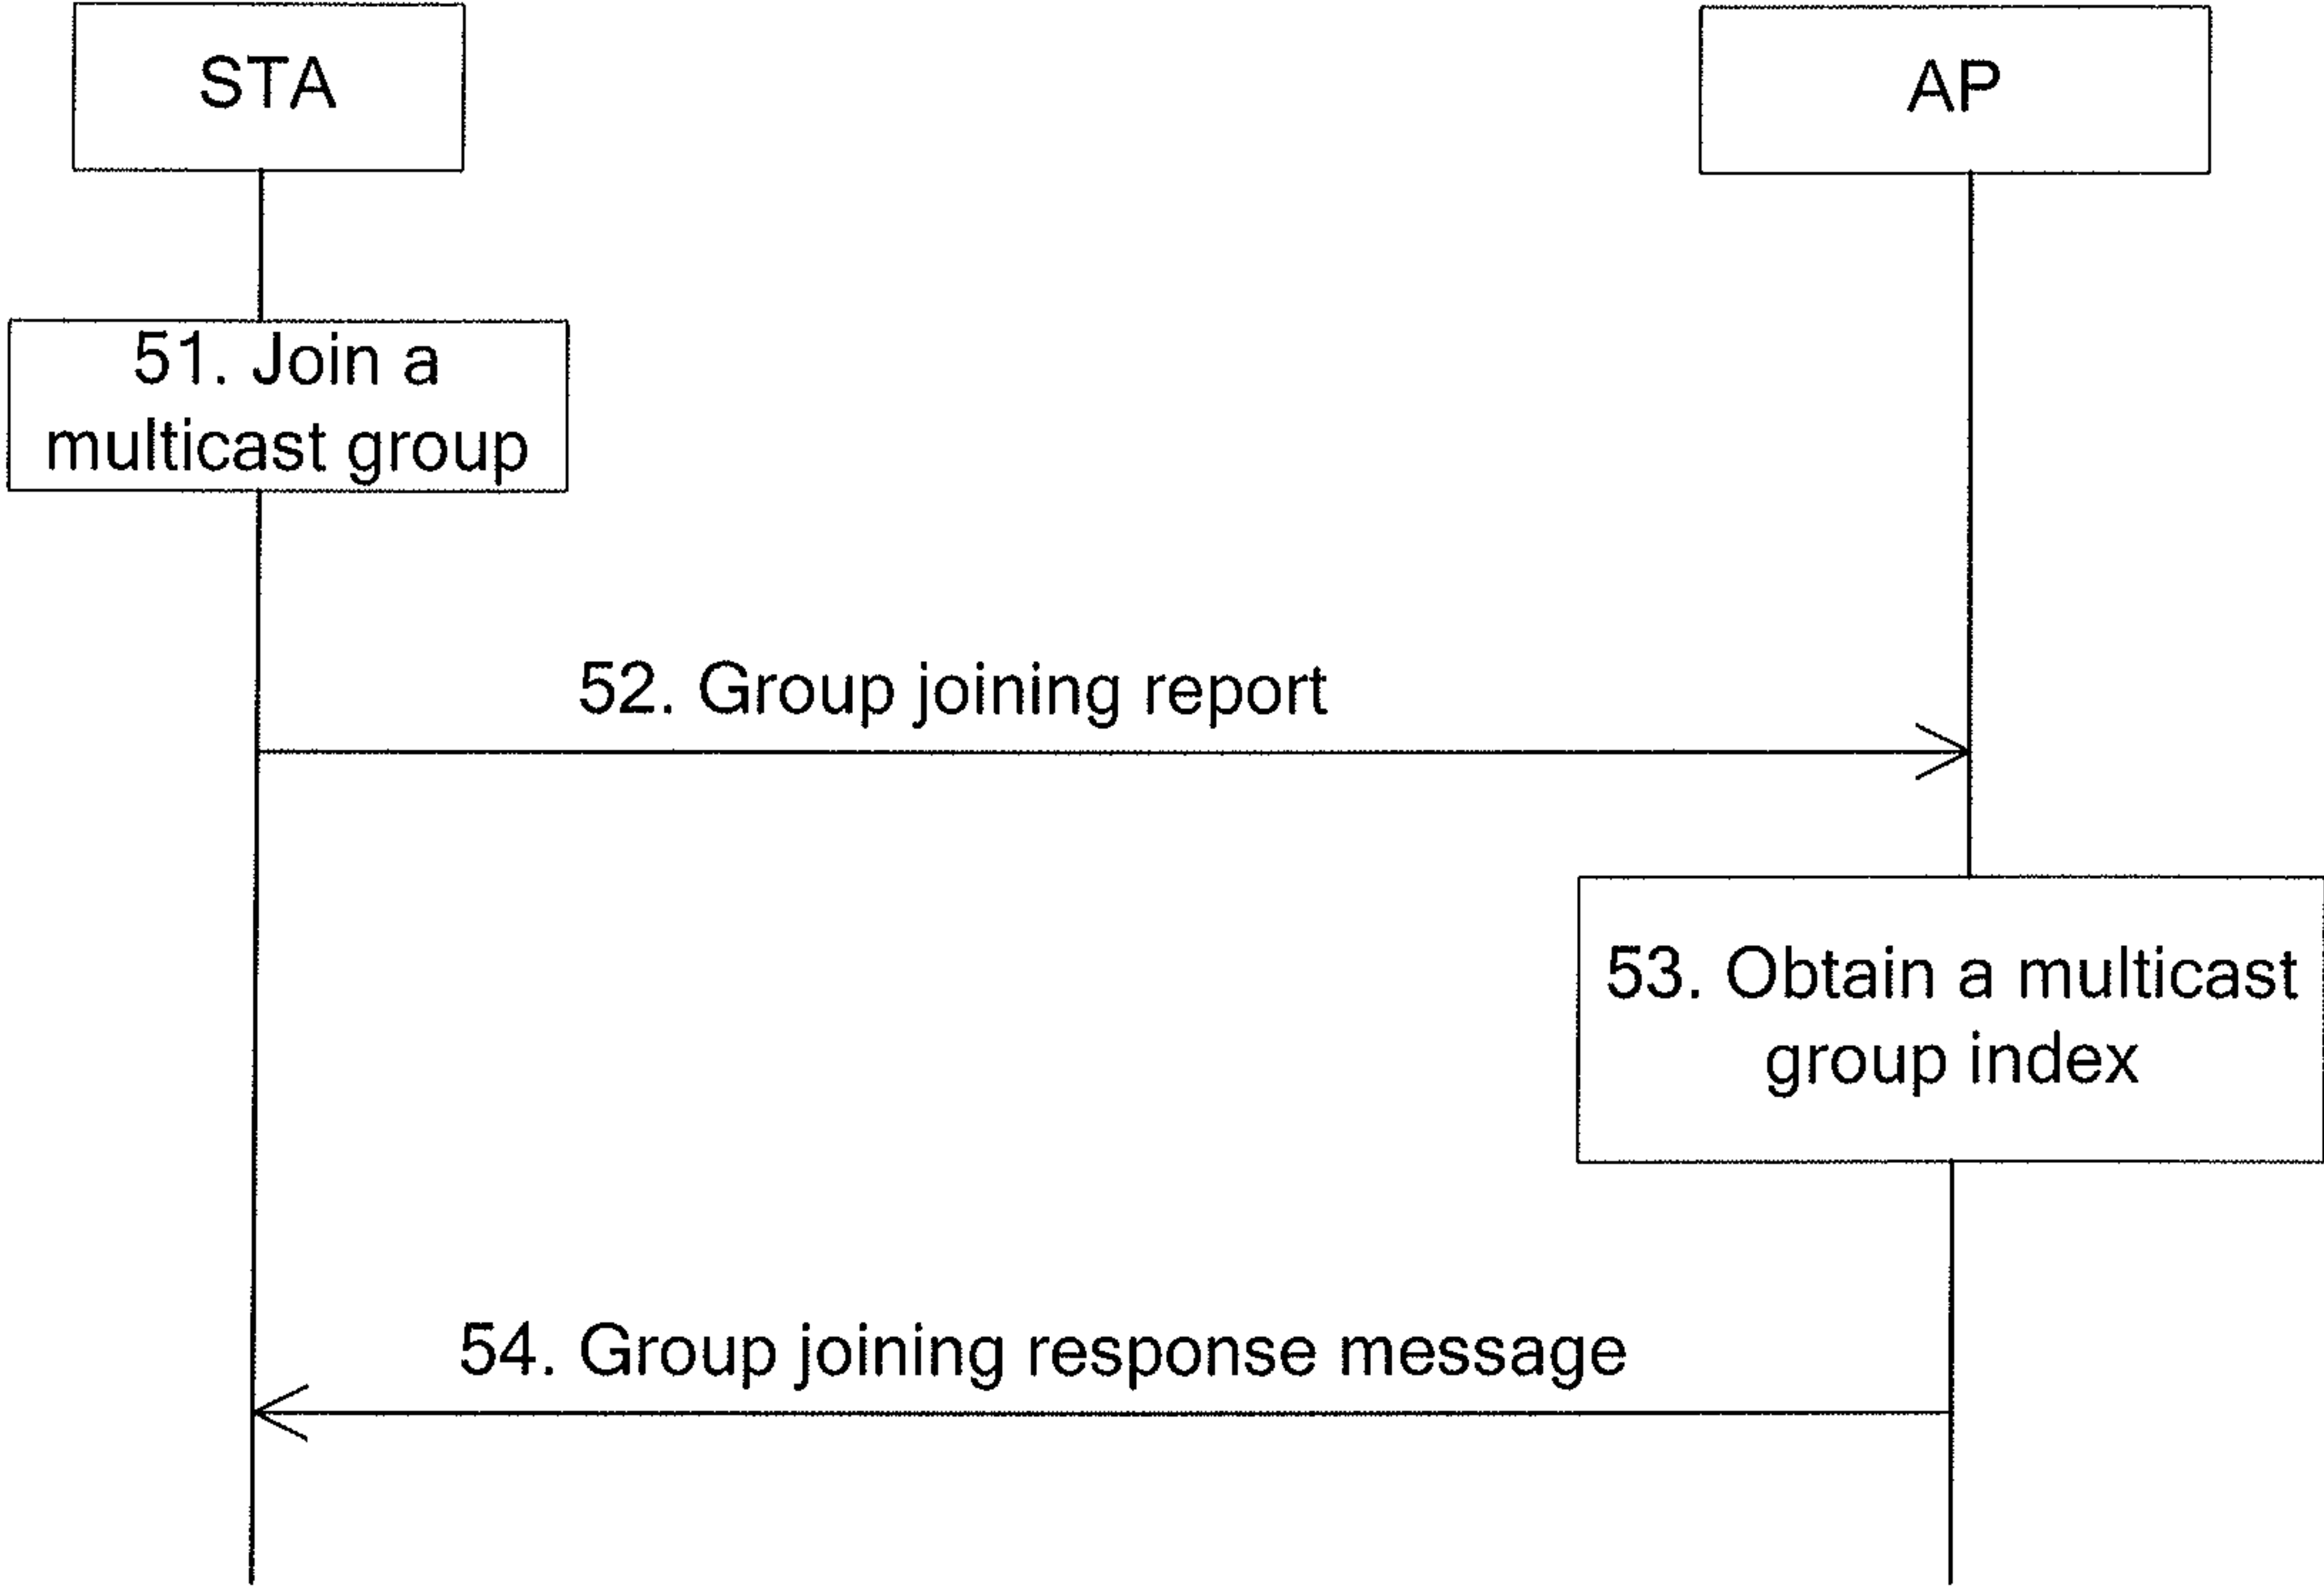 STA
AP
51. Join a
multicast group
52. Group joining report
53. Obtain a multicast
group index
54. Group joining response message